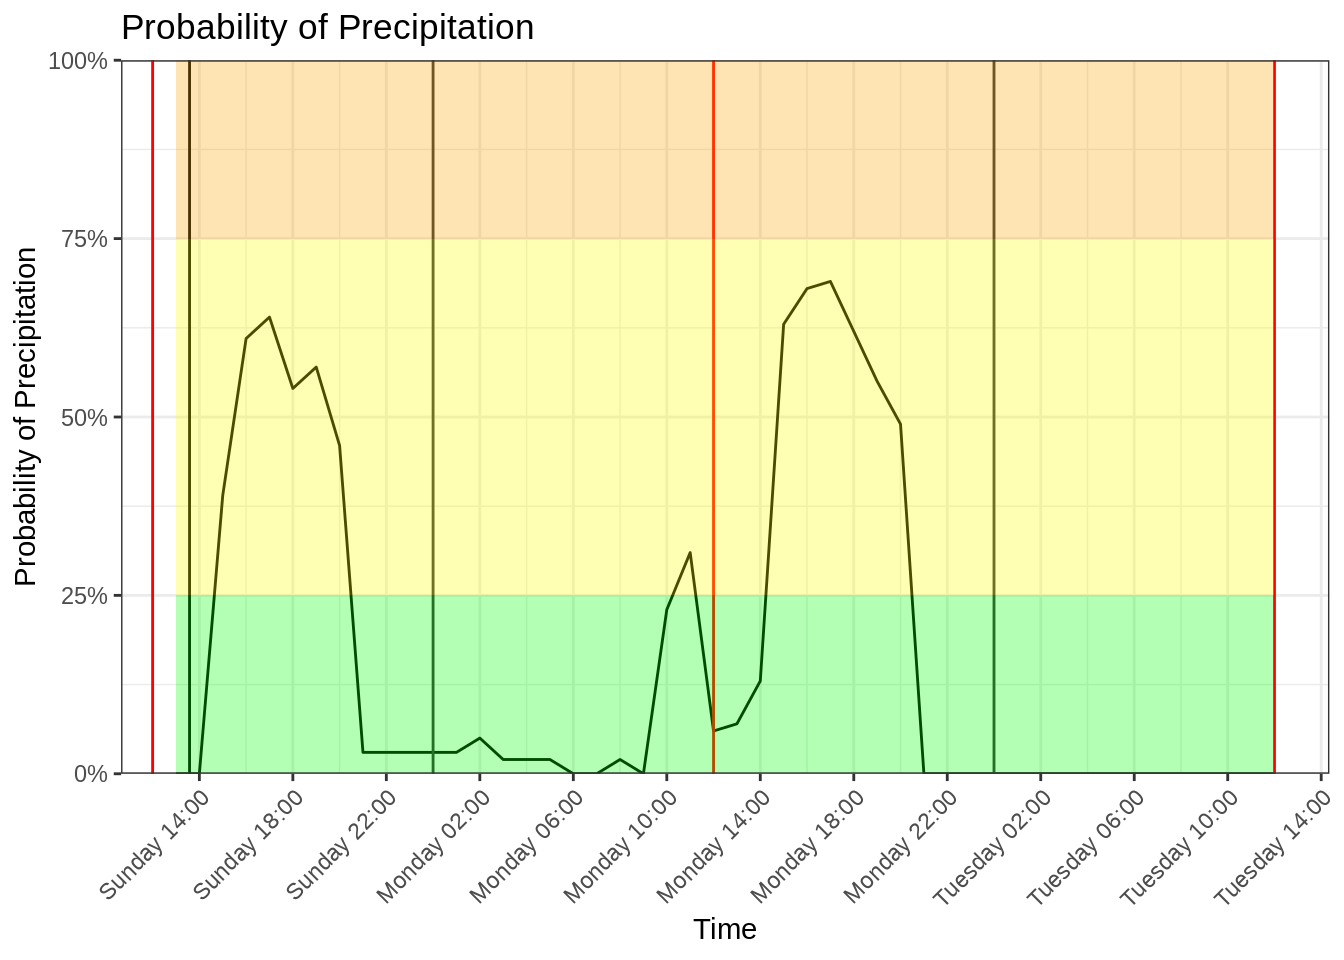 Probability of Precipitation
Probability of Precipitation
100%
75%
50%
25%
0%
Sunday 14:00
Sunday 18:00
Sunday 22:00
Monday 02:00
Monday 06:00
Monday 10:00
Monday 14:00
Monday 18:00
Monday 22:00
Tuesday 02:00
Tuesday 06:00
Tuesday 10:00
Tuesday 14:00
Time